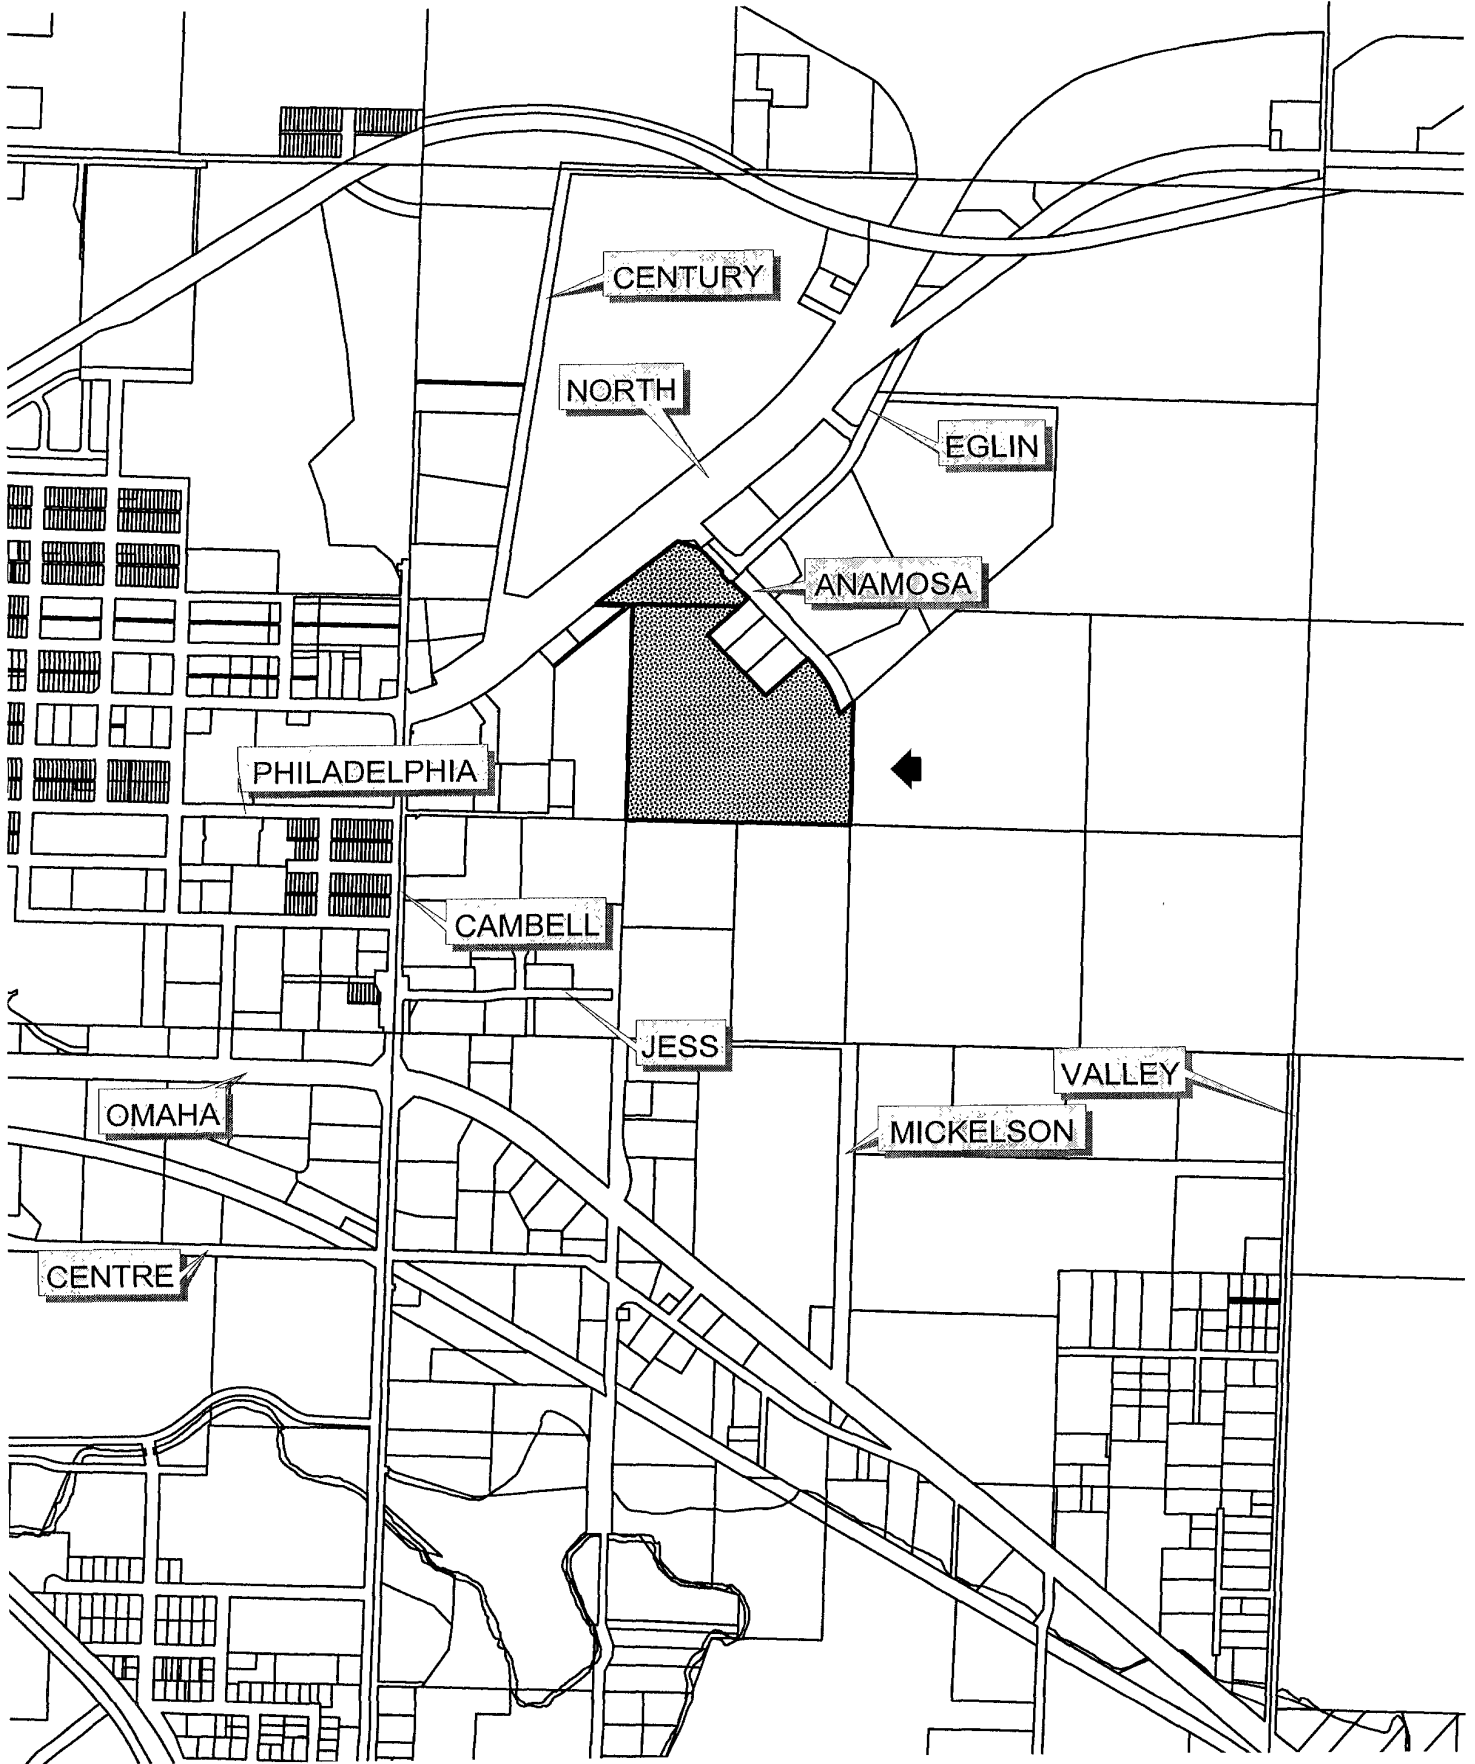 CENTURY
NORTH
EGLIN
ANAMOSA
PHILADELPHIA
CAMBELL
JESS
VALLEY
OMAHA
MICKELSON
CENTRE